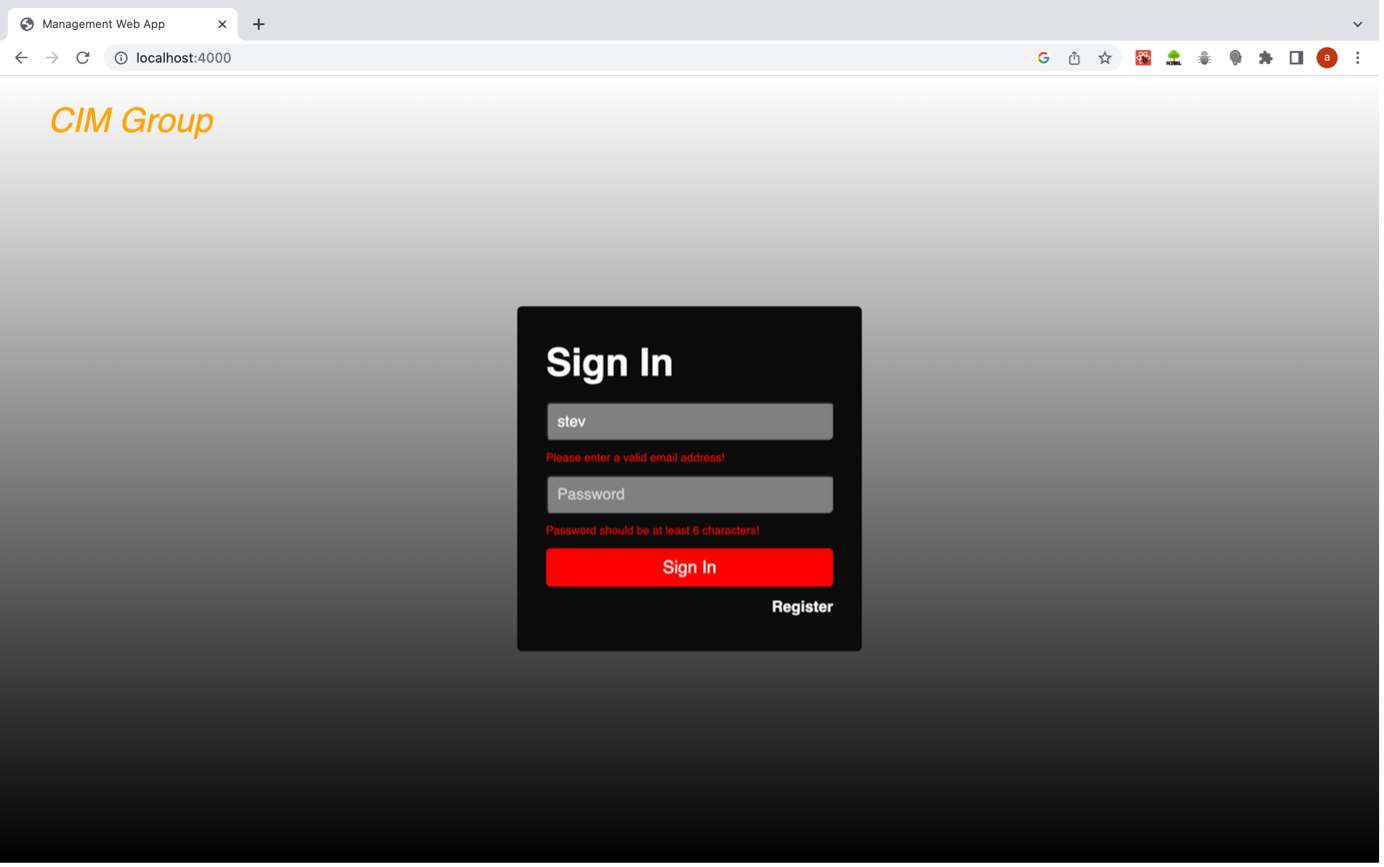 Management Web App
localhost:4000
HTML
a
CIM Group
Sign In
stev
Please enter a valid email address!
Password
Password should be at least 6 characters!
Sign In
Register